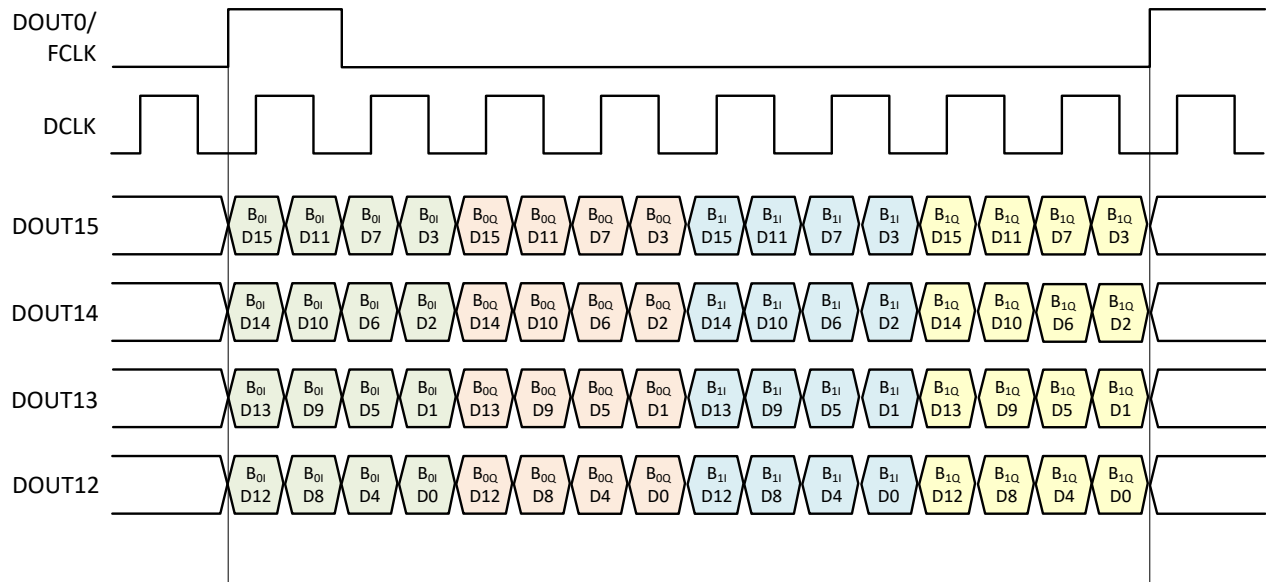 DOUT0/
FCLK
DCLK
DOUT15
B0I B0I B0I B0I B0Q B0Q B0Q B0Q B1I B1I B1I B1I B1Q B1Q B1Q B1Q
D15 D11 D7 D3 D15 D11 D7 D3 D15 D11 D7 D3 D15 D11 D7 D3
DOUT14
B0I B0I B0I B0I B0Q B0Q B0Q B0Q B1I B1I B1I B1I B1Q B1Q B1Q B1Q
D14 D10 D6 D2 D14 D10 D6 D2 D14 D10 D6 D2 D14 D10 D6 D2
DOUT13
B0I B0I B0I B0I B0Q B0Q B0Q B0Q B1I B1I B1I B1I B1Q B1Q B1Q B1Q
D13 D9 D5 D1 D13 D9 D5 D1 D13 D9 D5 D1 D13 D9 D5 D1
DOUT12
B0I B0I B0I B0I B0Q B0Q B0Q B0Q B1I B1I B1I B1I B1Q B1Q B1Q B1Q
D12 D8 D4 D0 D12 D8 D4 D0 D12 D8 D4 D0 D12 D8 D4 D0